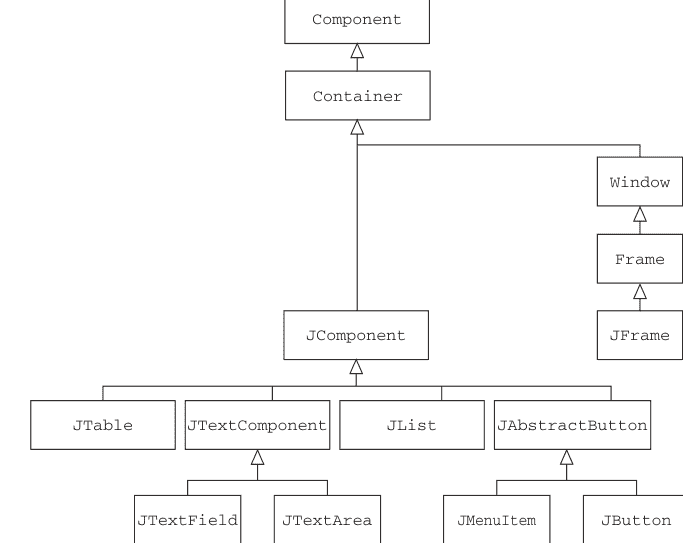 Component
Container
Window
Frame
JComponent
JFrame
JTable
JTextComponent
JList
JAbstractButton
JTextField
JTextArea
JMenuItem
JButton